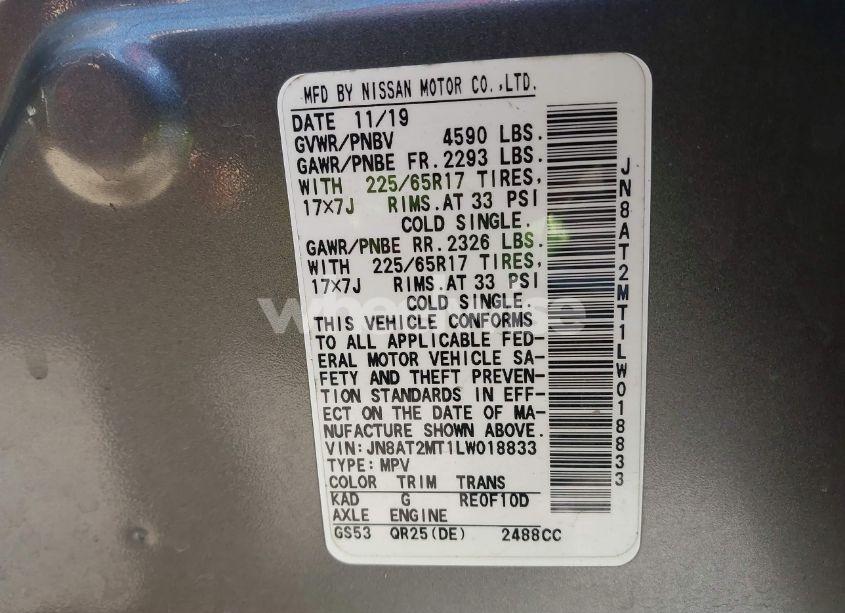 MFD BY NISSAN MOTOR CO.,LTD.
DATE 11/19
GVWR/PNBV 4590 LBS.
GAWR/PNBE FR.2293 LBS.
WITH 225/65R17 TIRES,
17×7J RIMS.AT 33 PSI
COLD SINGLE.
GAWR/PNBE RR.2326 LBS.
WITH 225/65R17 TIRES,
17×7J RIMS.AT 33 PSI
COLD SINGLE.
THIS VEHICLE CONFORMS
TO ALL APPLICABLE FED-
ERAL MOTOR VEHICLE SA-
FETY AND THEFT PREVEN-
TION STANDARDS IN EFF-
ECT ON THE DATE OF MA-
NUFACTURE SHOWN ABOVE.
VIN:JN8AT2MT1LW018833
TYPE:MPV
COLOR TRIM TRANS
KAD G RE0F10D
AXLE ENGINE
GS53 QR25(DE) 2488CC
JN8AT2MT1LW018833